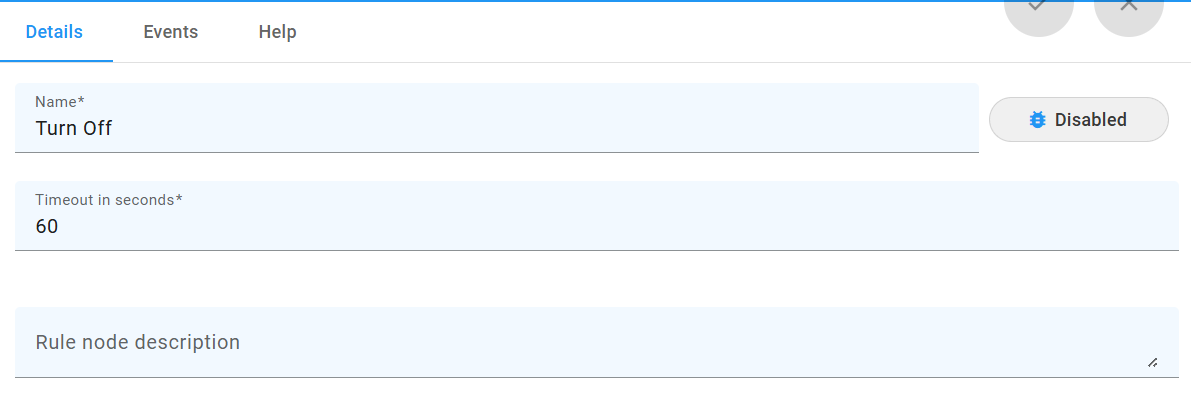 Details Events Help
Name*
Turn Off
Disabled
Timeout in seconds*
60
Rule node description